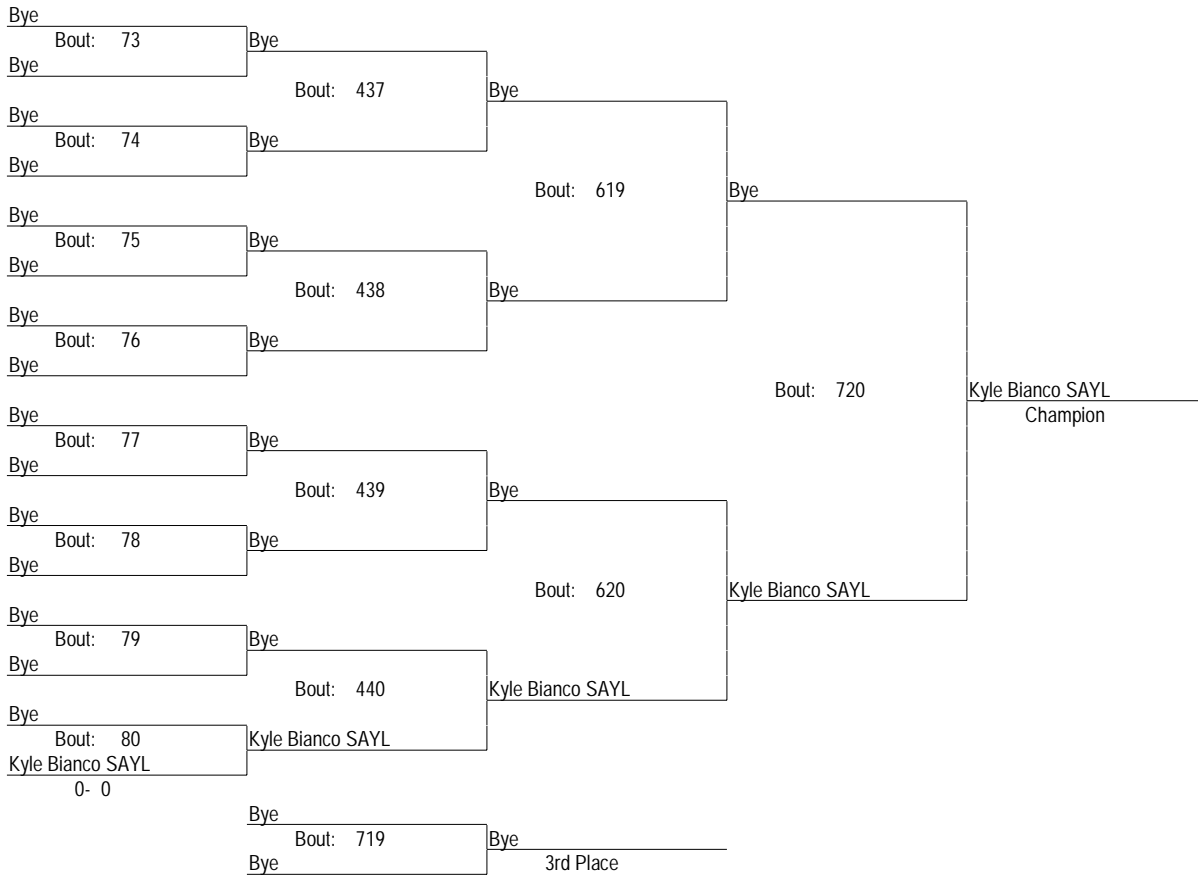 Bye
Bout: 73 Bye
Bye
Bout: 437 Bye
Bye
Bout: 74 Bye
Bye
Bout: 619 Bye
Bye
Bout: 75 Bye
Bye
Bout: 438 Bye
Bye
Bout: 76 Bye
Bye
Bout: 720 Kyle Bianco SAYL
Bye Champion
Bout: 77 Bye
Bye
Bout: 439 Bye
Bye
Bout: 78 Bye
Bye
Bout: 620 Kyle Bianco SAYL
Bye
Bout: 79 Bye
Bye
Bout: 440 Kyle Bianco SAYL
Bye
Bout: 80 Kyle Bianco SAYL
Kyle Bianco SAYL
0- 0
Bye
Bout: 719 Bye
Bye 3rd Place